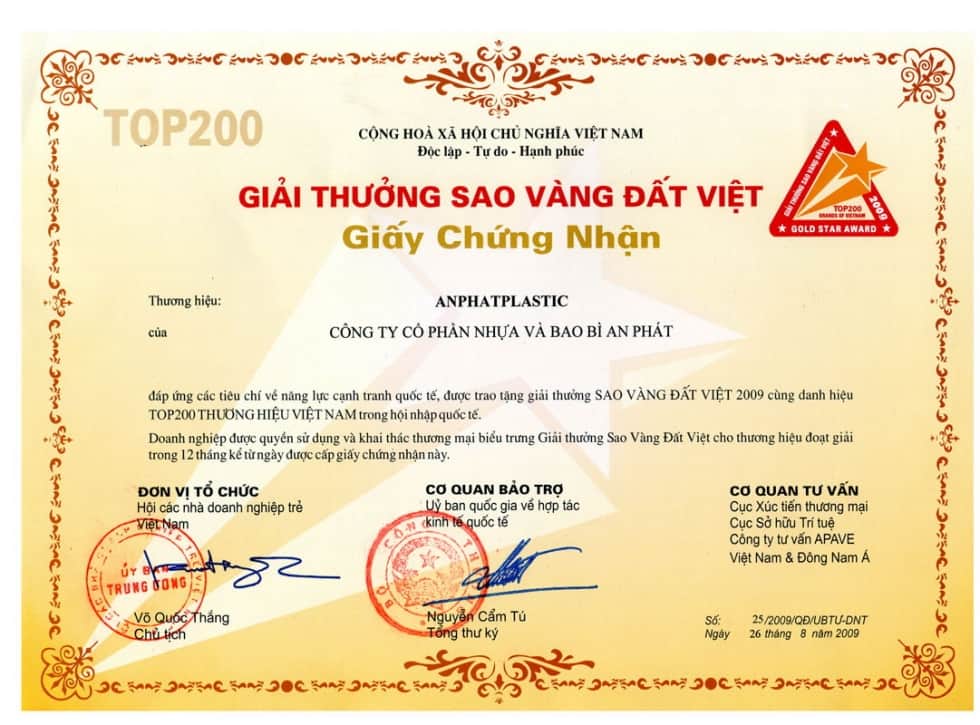 TOP200
CỘNG HOÀ XÃ HỘI CHỦ NGHĨA VIỆT NAM
Độc lập - Tự do - Hạnh phúc
GIẢI THƯỞNG SAO VÀNG ĐẤT VIỆT
Giấy Chứng Nhận
GIẢI THƯỞNG SAO VÀNG ĐẤT VIỆT
TOP200
BRANDS OF VIETNAM
2009
GOLD STAR AWARD
Thương hiệu: ANPHATPLASTIC
của CÔNG TY CỔ PHẦN NHỰA VÀ BAO BÌ AN PHÁT
đáp ứng các tiêu chí về năng lực cạnh tranh quốc tế, được trao tặng giải thưởng SAO VÀNG ĐẤT VIỆT 2009 cùng danh hiệu
TOP200 THƯƠNG HIỆU VIỆT NAM trong hội nhập quốc tế.
Doanh nghiệp được quyền sử dụng và khai thác thương mại biểu trưng Giải thưởng Sao Vàng Đất Việt cho thương hiệu đoạt giải
trong 12 tháng kể từ ngày được cấp giấy chứng nhận này.
ĐƠN VỊ TỔ CHỨC
Hội các nhà doanh nghiệp trẻ
Việt Nam
ỦY BAN
TRUNG ƯƠNG
Võ Quốc Thắng
Chủ tịch
CƠ QUAN BẢO TRỢ
Uỷ ban quốc gia về hợp tác
kinh tế quốc tế
BỘ CÔNG TH
Nguyễn Cẩm Tú
Tổng thư ký
CƠ QUAN TƯ VẤN
Cục Xúc tiến thương mại
Cục Sở hữu Trí tuệ
Công ty tư vấn APAVE
Việt Nam & Đông Nam Á
Số: 25/2009/QĐ/UBTU-DNT
Ngày 26 tháng 8 năm 2009